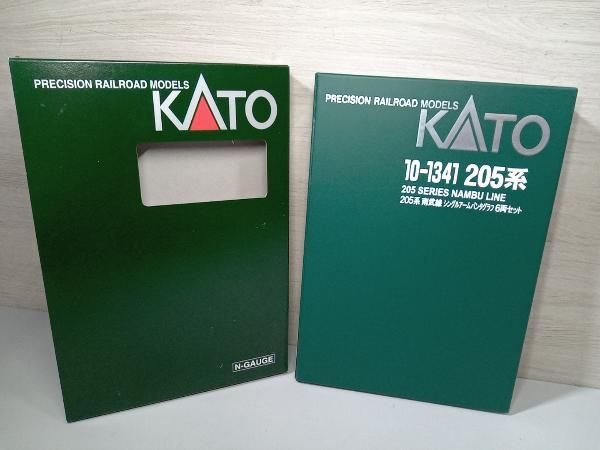 PRECISION RAILROAD MODELS
KATO
N-GAUGE
PRECISION RAILROAD MODELS
KATO
10-1341 205系
205 SERIES NAMBU LINE
205系 南武線 シングルアームパンタグラフ 6両セット